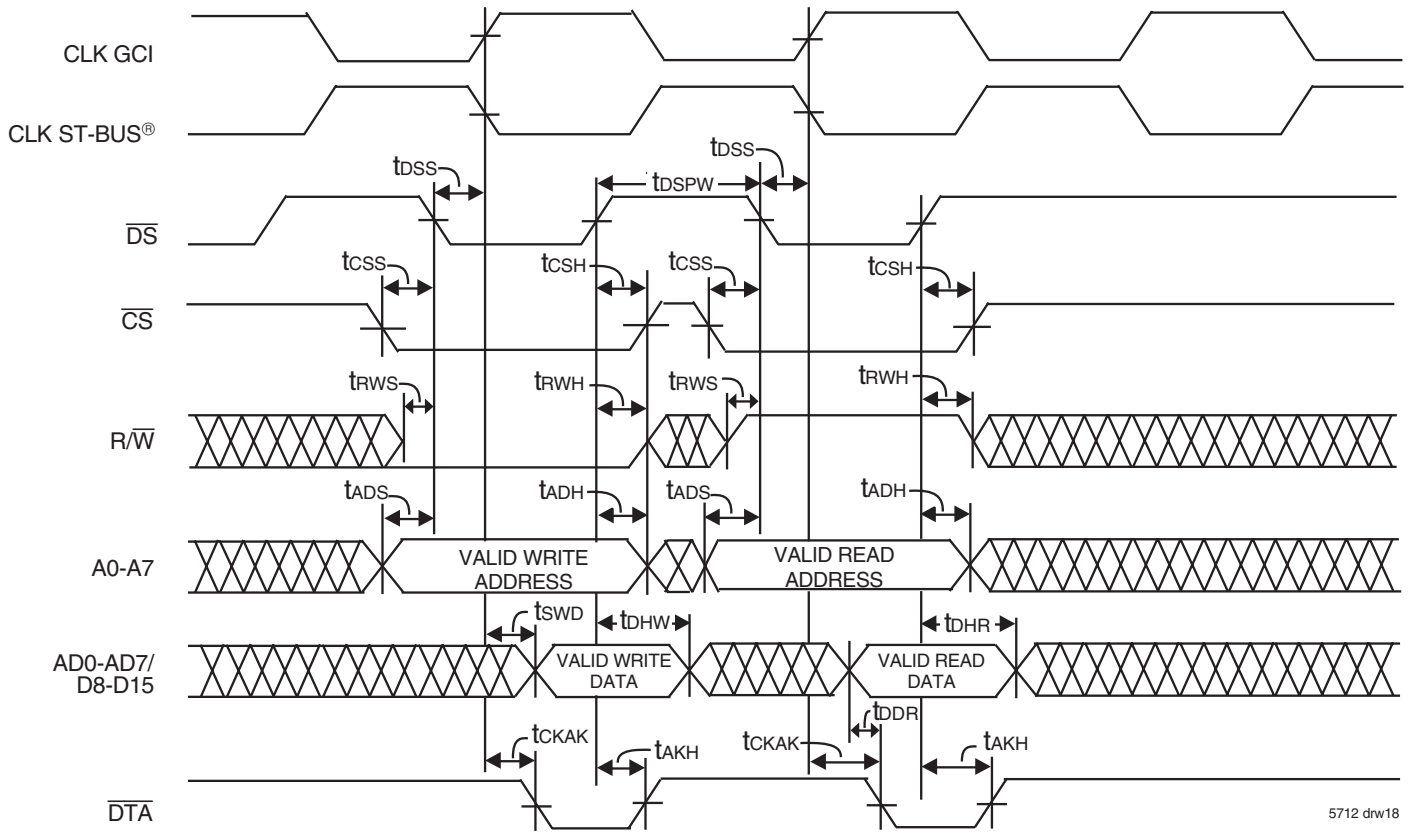 CLK GCI
CLK ST-BUS®
tDSS
tDSPW
tDSS
DS
tCSS
tCSH
tCSS
tCSH
CS
tRWS
tRWH
tRWS
tRWH
R/W
tADS
tADH
tADS
tADH
A0-A7
VALID WRITE
ADDRESS
VALID READ
ADDRESS
tSWD
tDHW
tDHR
AD0-AD7/
D8-D15
VALID WRITE
DATA
VALID READ
DATA
tDDR
tCKAK
tAKH
tCKAK
tAKH
DTA
5712 drw18